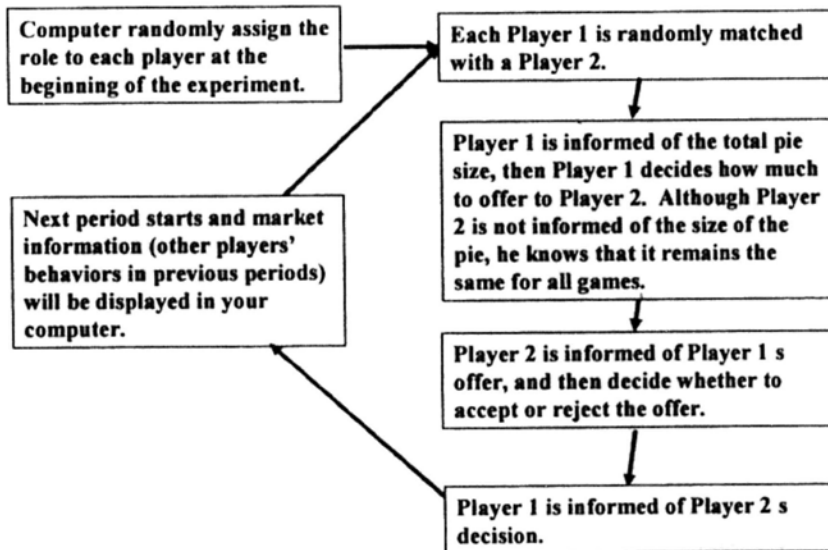 Computer randomly assign the
role to each player at the
beginning of the experiment.
Each Player 1 is randomly matched
with a Player 2.
Player 1 is informed of the total pie
size, then Player 1 decides how much
to offer to Player 2. Although Player
2 is not informed of the size of the
pie, he knows that it remains the
same for all games.
Player 2 is informed of Player 1 s
offer, and then decide whether to
accept or reject the offer.
Player 1 is informed of Player 2 s
decision.
Next period starts and market
information (other players'
behaviors in previous periods)
will be displayed in your
computer.